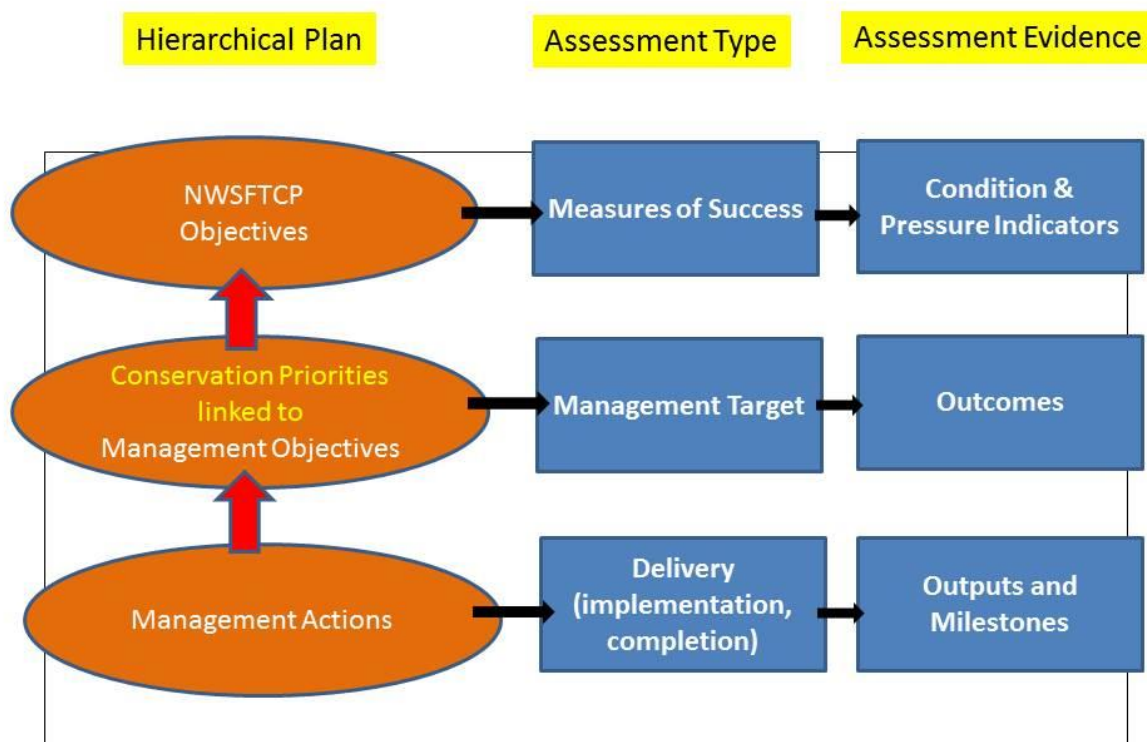 Hierarchical Plan
Assessment Type
Assessment Evidence
NWSFTCP
Objectives
Measures of Success
Condition &
Pressure Indicators
Conservation Priorities
linked to
Management Objectives
Management Target
Outcomes
Management Actions
Delivery
(implementation,
completion)
Outputs and
Milestones